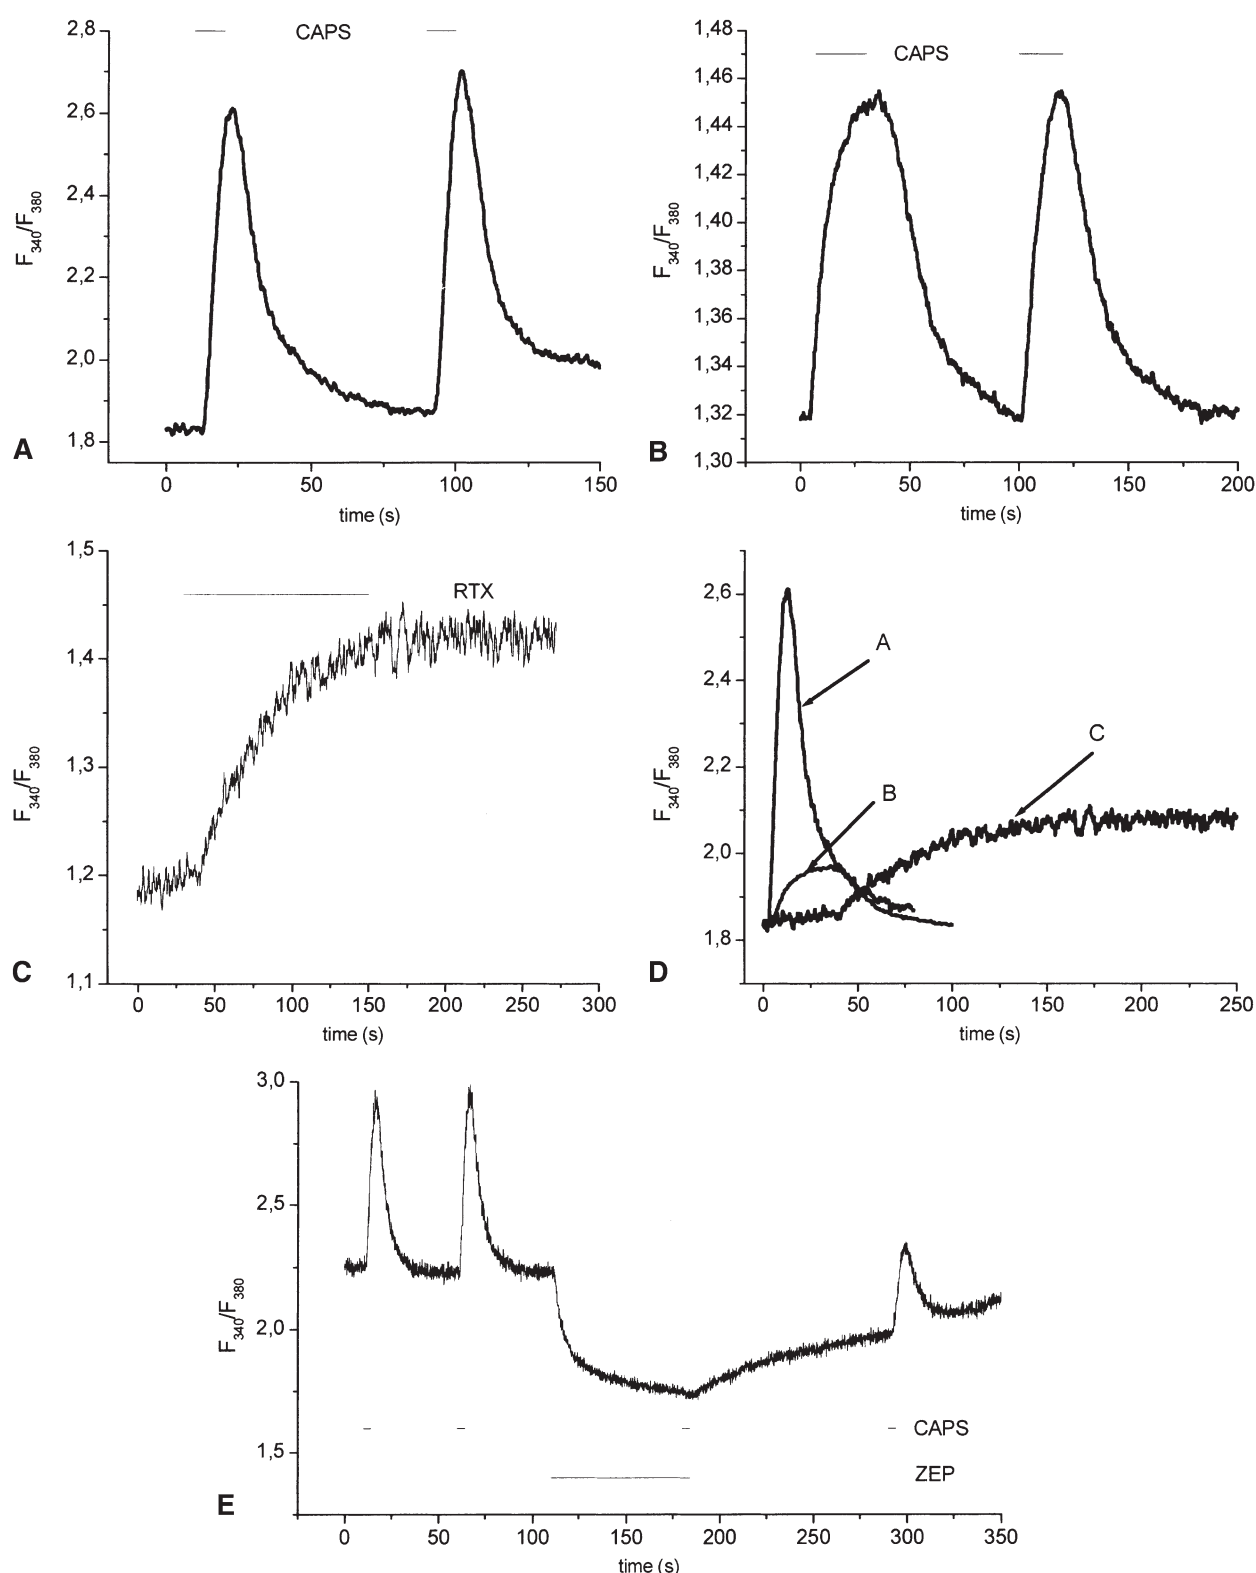 2,8
CAPS
2,6
2,4
2,2
2,0
1,8
F340/F380
A
0 50 100 150
time (s)
1,48
CAPS
1,46
1,44
1,42
1,40
1,38
1,36
1,34
1,32
1,30
F340/F380
B
0 50 100 150 200
time (s)
1,5
RTX
1,4
1,3
1,2
1,1
F340/F380
C
0 50 100 150 200 250 300
time (s)
2,6
A
2,4
C
2,2
B
2,0
1,8
F340/F380
D
0 50 100 150 200 250
time (s)
3,0
2,5
2,0
F340/F380
CAPS
1,5
ZEP
E
0 50 100 150 200 250 300 350
time (s)